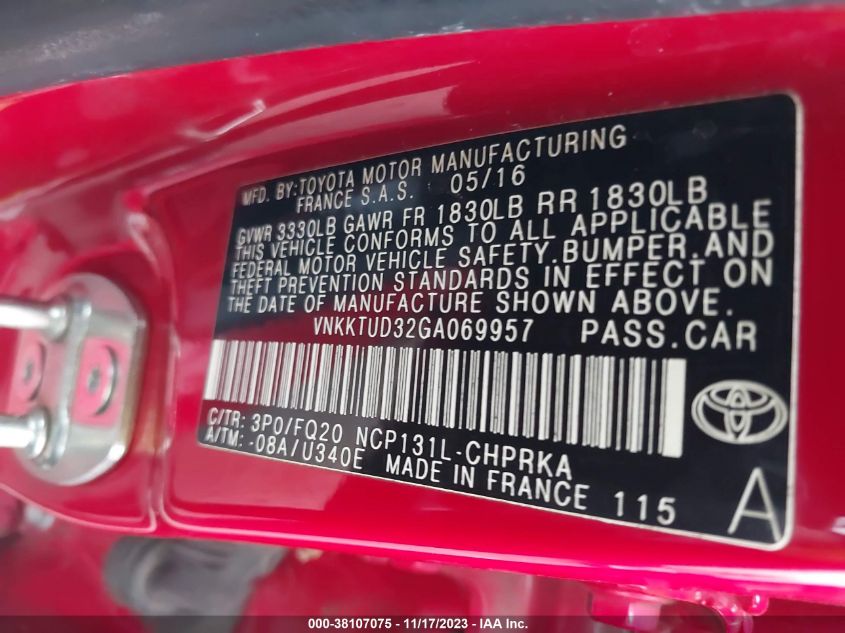 MFD. BY:TOYOTA MOTOR MANUFACTURING
FRANCE S.A.S. 05/16
GVWR 3330LB GAWR FR 1830LB RR 1830LB
THIS VEHICLE CONFORMS TO ALL APPLICABLE
FEDERAL MOTOR VEHICLE SAFETY.BUMPER.AND
THEFT PREVENTION STANDARDS IN EFFECT ON
THE DATE OF MANUFACTURE SHOWN ABOVE.
VNKKTUD32GA069957 PASS.CAR
C/TR: 3P0/FQ20 NCP131L-CHPRKA
A/TM: -08A/U340E MADE IN FRANCE 115 A
000-38107075 - 11/17/2023 - IAA Inc.